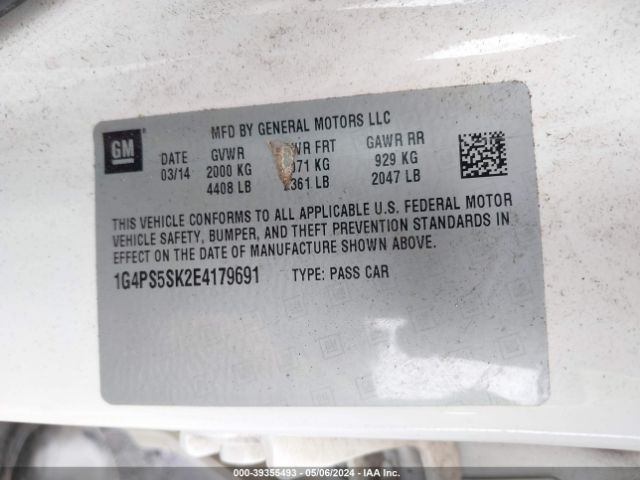 GM
MFD BY GENERAL MOTORS LLC
DATE GVWR GAWR RR
03/14 2000 KG 929 KG
4408 LB 2047 LB
THIS VEHICLE CONFORMS TO ALL APPLICABLE U.S. FEDERAL MOTOR
VEHICLE SAFETY, BUMPER, AND THEFT PREVENTION STANDARDS IN
EFFECT ON THE DATE OF MANUFACTURE SHOWN ABOVE.
1G4PS5SK2E4179691 TYPE: PASS CAR
000-39355493 - 05/06/2024 - IAA Inc.